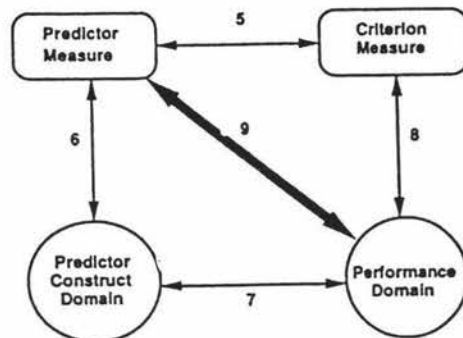 Predictor
Measure
5
Criterion
Measure
6
9
8
Predictor
Construct
Domain
7
Performance
Domain